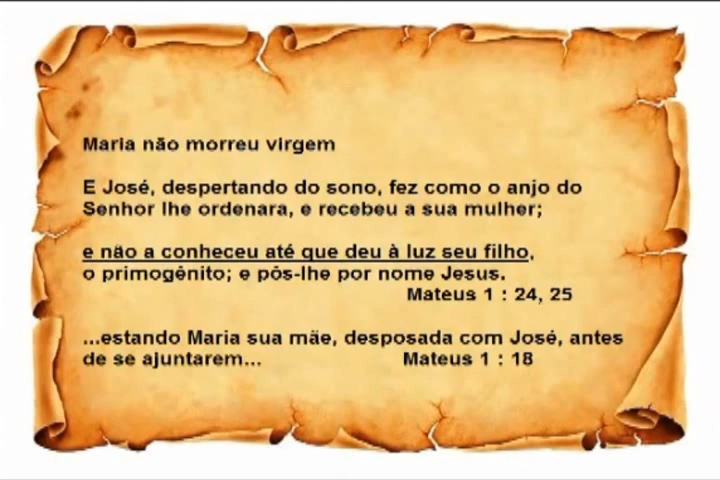 Maria não morreu virgem
E José, despertando do sono, fez como o anjo do
Senhor lhe ordenara, e recebeu a sua mulher;
e não a conheceu até que deu à luz seu filho,
o primogênito; e pôs-lhe por nome Jesus.
Mateus 1 : 24, 25
...estando Maria sua mãe, desposada com José, antes
de se ajuntarem... Mateus 1 : 18